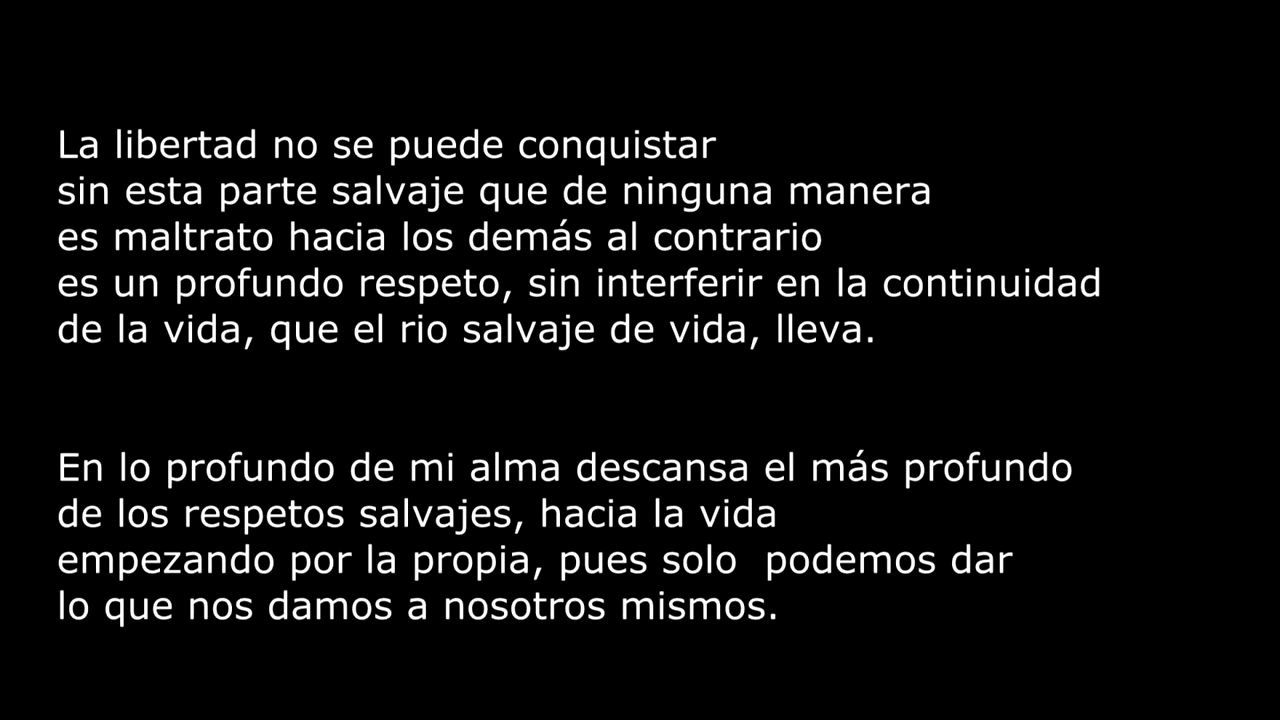 La libertad no se puede conquistar
sin esta parte salvaje que de ninguna manera
es maltrato hacia los demás al contrario
es un profundo respeto, sin interferir en la continuidad
de la vida, que el rio salvaje de vida, lleva.
En lo profundo de mi alma descansa el más profundo
de los respetos salvajes, hacia la vida
empezando por la propia, pues solo  podemos dar
lo que nos damos a nosotros mismos.